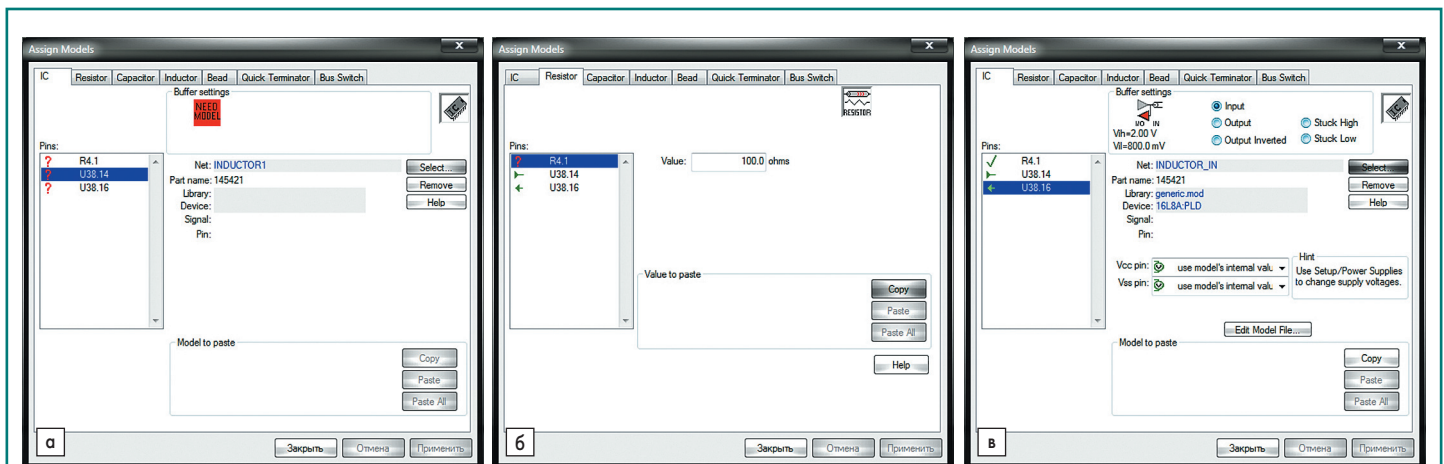 Assign Models
X
IC Resistor Capacitor Inductor Bead Quick Terminator Bus Switch
Buffer settings
NEED MODEL
IC
Pins:
? R4.1
? U38.14
? U38.16
Net: INDUCTOR1
Select...
Part name: 145421
Remove
Library:
Help
Device:
Signal:
Pin:
Model to paste
Copy
Paste
Paste All
а
Закрыть Отмена Применить
Assign Models
X
IC Resistor Capacitor Inductor Bead Quick Terminator Bus Switch
RESISTOR
Pins:
? R4.1
U38.14
U38.16
Value: 100.0 ohms
Value to paste
Copy
Paste
Paste All
Help
б
Закрыть Отмена Применить
Assign Models
X
IC Resistor Capacitor Inductor Bead Quick Terminator Bus Switch
Buffer settings
I/O IN
Vih=2.00 V
Vil=800.0 mV
Input
Output
Output Inverted
Stuck High
Stuck Low
IC
Pins:
R4.1
U38.14
U38.16
Net: INDUCTOR_IN
Select...
Part name: 145421
Remove
Library: generic.mod
Help
Device: 16L8A:PLD
Signal:
Pin:
Vcc pin: use model's internal valu
Vss pin: use model's internal valu
Hint
Use Setup/Power Supplies
to change supply voltages.
Edit Model File...
Model to paste
Copy
Paste
Paste All
в
Закрыть Отмена Применить